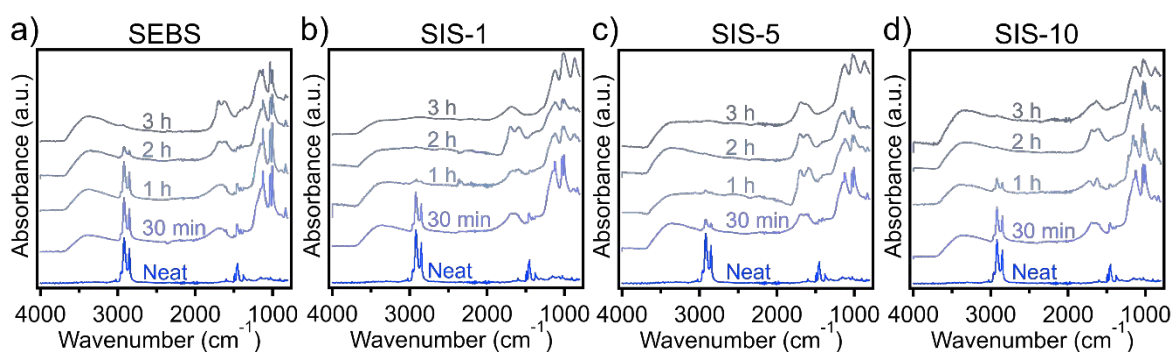 a) SEBS
Absorbance (a.u.)
3 h
2 h
1 h
30 min
Neat
4000 3000 2000 1000
Wavenumber (cm-1)
b) SIS-1
Absorbance (a.u.)
3 h
2 h
1 h
30 min
Neat
4000 3000 2000 1000
Wavenumber (cm-1)
c) SIS-5
Absorbance (a.u.)
3 h
2 h
1 h
30 min
Neat
4000 3000 2000 1000
Wavenumber (cm-1)
d) SIS-10
Absorbance (a.u.)
3 h
2 h
1 h
30 min
Neat
4000 3000 2000 1000
Wavenumber (cm-1)